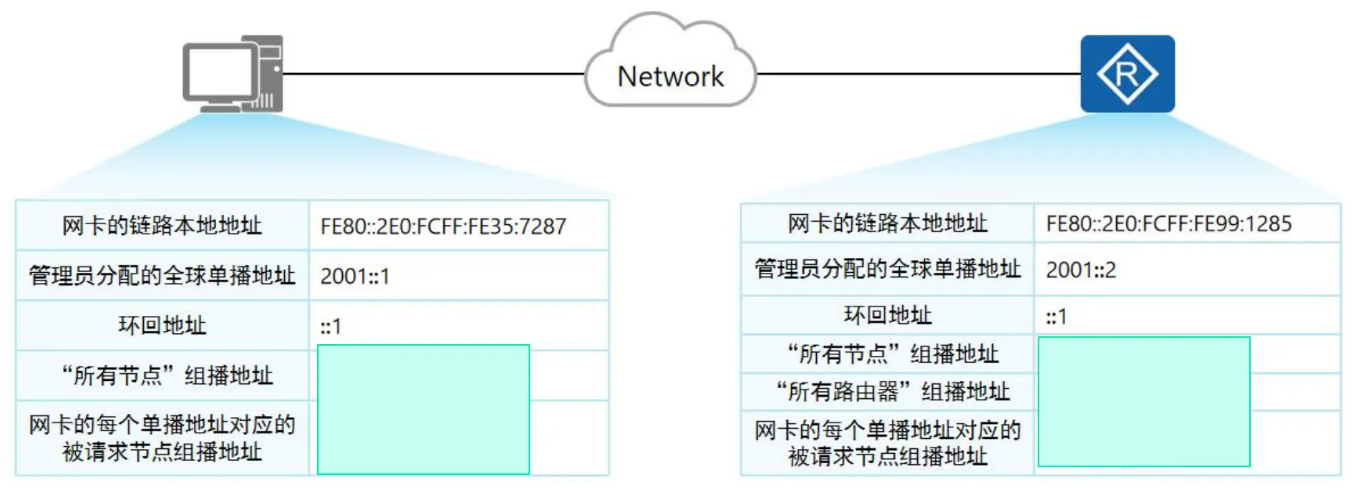 Network
R
网卡的链路本地地址 FE80::2E0:FCFF:FE35:7287
管理员分配的全球单播地址 2001::1
环回地址 ::1
“所有节点”组播地址
网卡的每个单播地址对应的
被请求节点组播地址
网卡的链路本地地址 FE80::2E0:FCFF:FE99:1285
管理员分配的全球单播地址 2001::2
环回地址 ::1
“所有节点”组播地址
“所有路由器”组播地址
网卡的每个单播地址对应的
被请求节点组播地址